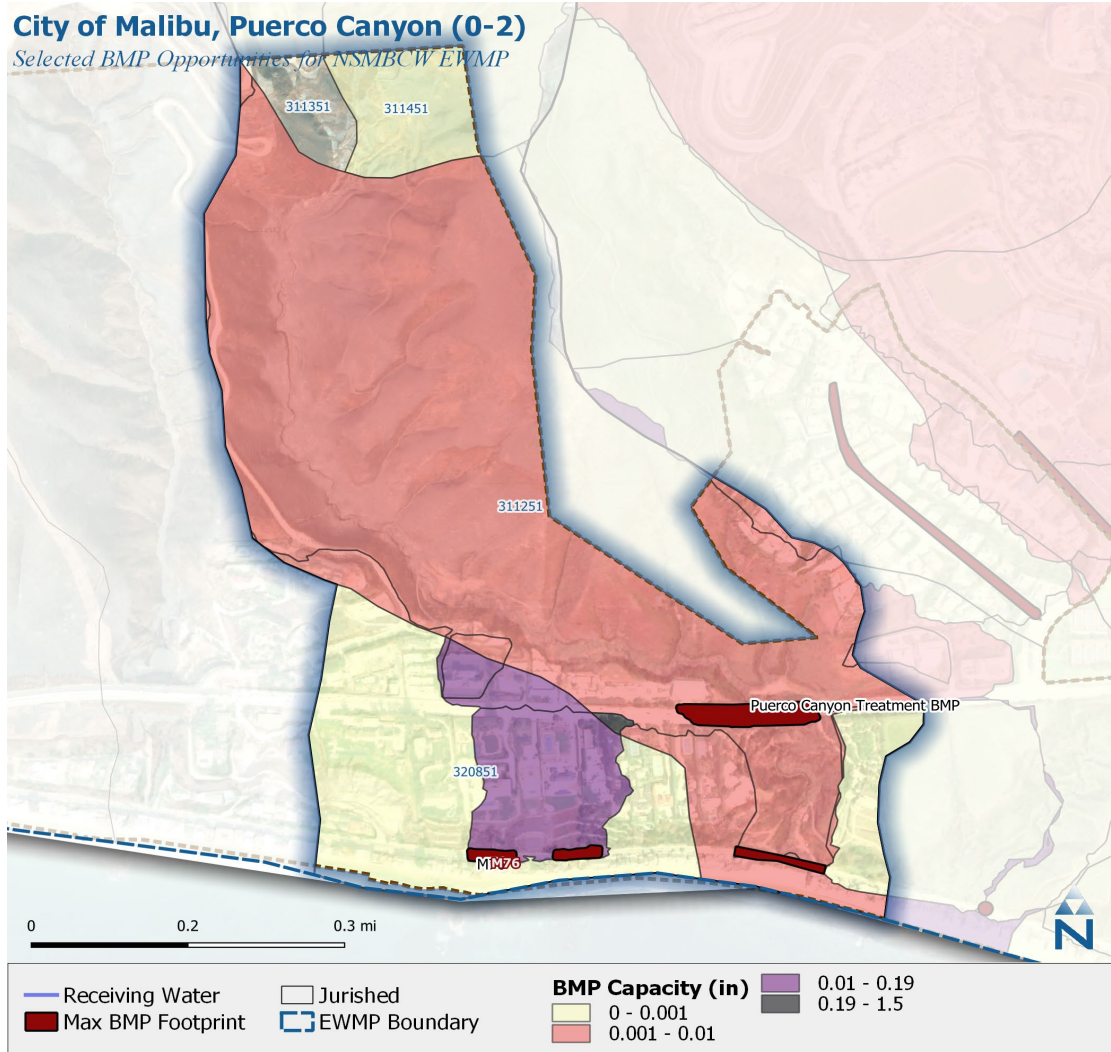 City of Malibu, Puerco Canyon (0-2)
Selected BMP Opportunities for NSMBCW EWMP
311351
311451
311251
Puerco Canyon Treatment BMP
320851
M76
0 0.2 0.3 mi
N
Receiving Water
Max BMP Footprint
Jurished
EWMP Boundary
BMP Capacity (in)
0 - 0.001
0.001 - 0.01
0.01 - 0.19
0.19 - 1.5